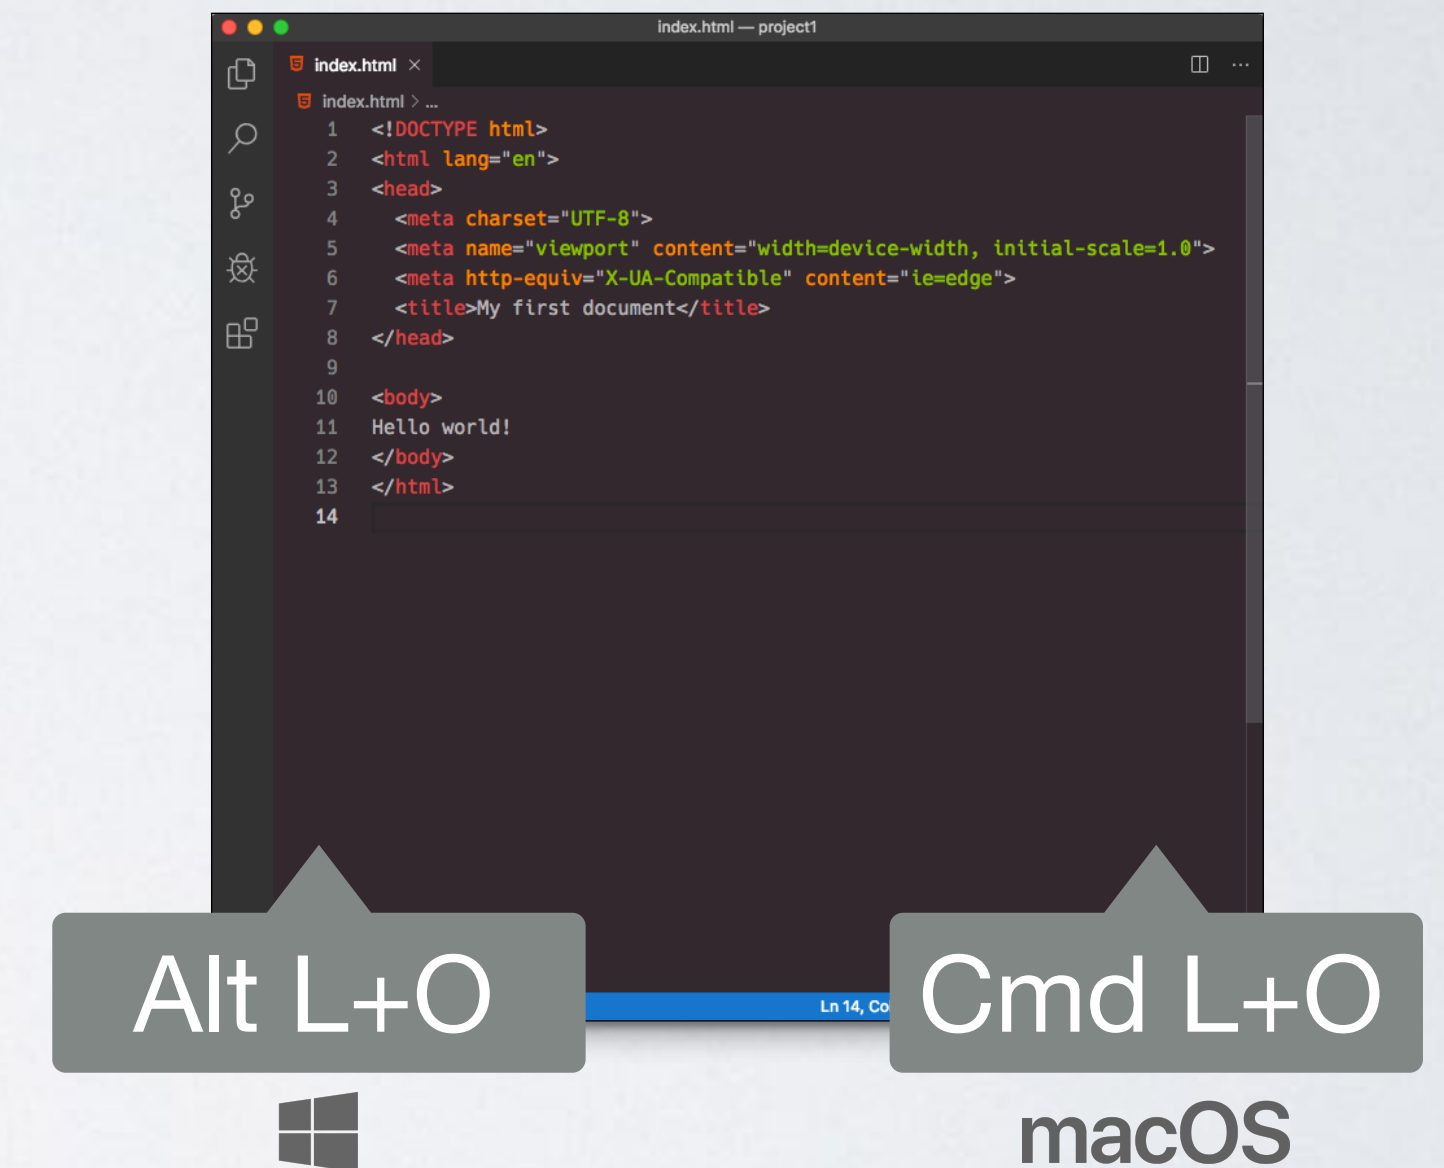 index.html — project1
index.html
index.html > ...
1 <!DOCTYPE html>
2 <html lang="en">
3 <head>
4 <meta charset="UTF-8">
5 <meta name="viewport" content="width=device-width, initial-scale=1.0">
6 <meta http-equiv="X-UA-Compatible" content="ie=edge">
7 <title>My first document</title>
8 </head>
9
10 <body>
11 Hello world!
12 </body>
13 </html>
14
Ln 14, Co
Alt L+O
Cmd L+O
macOS